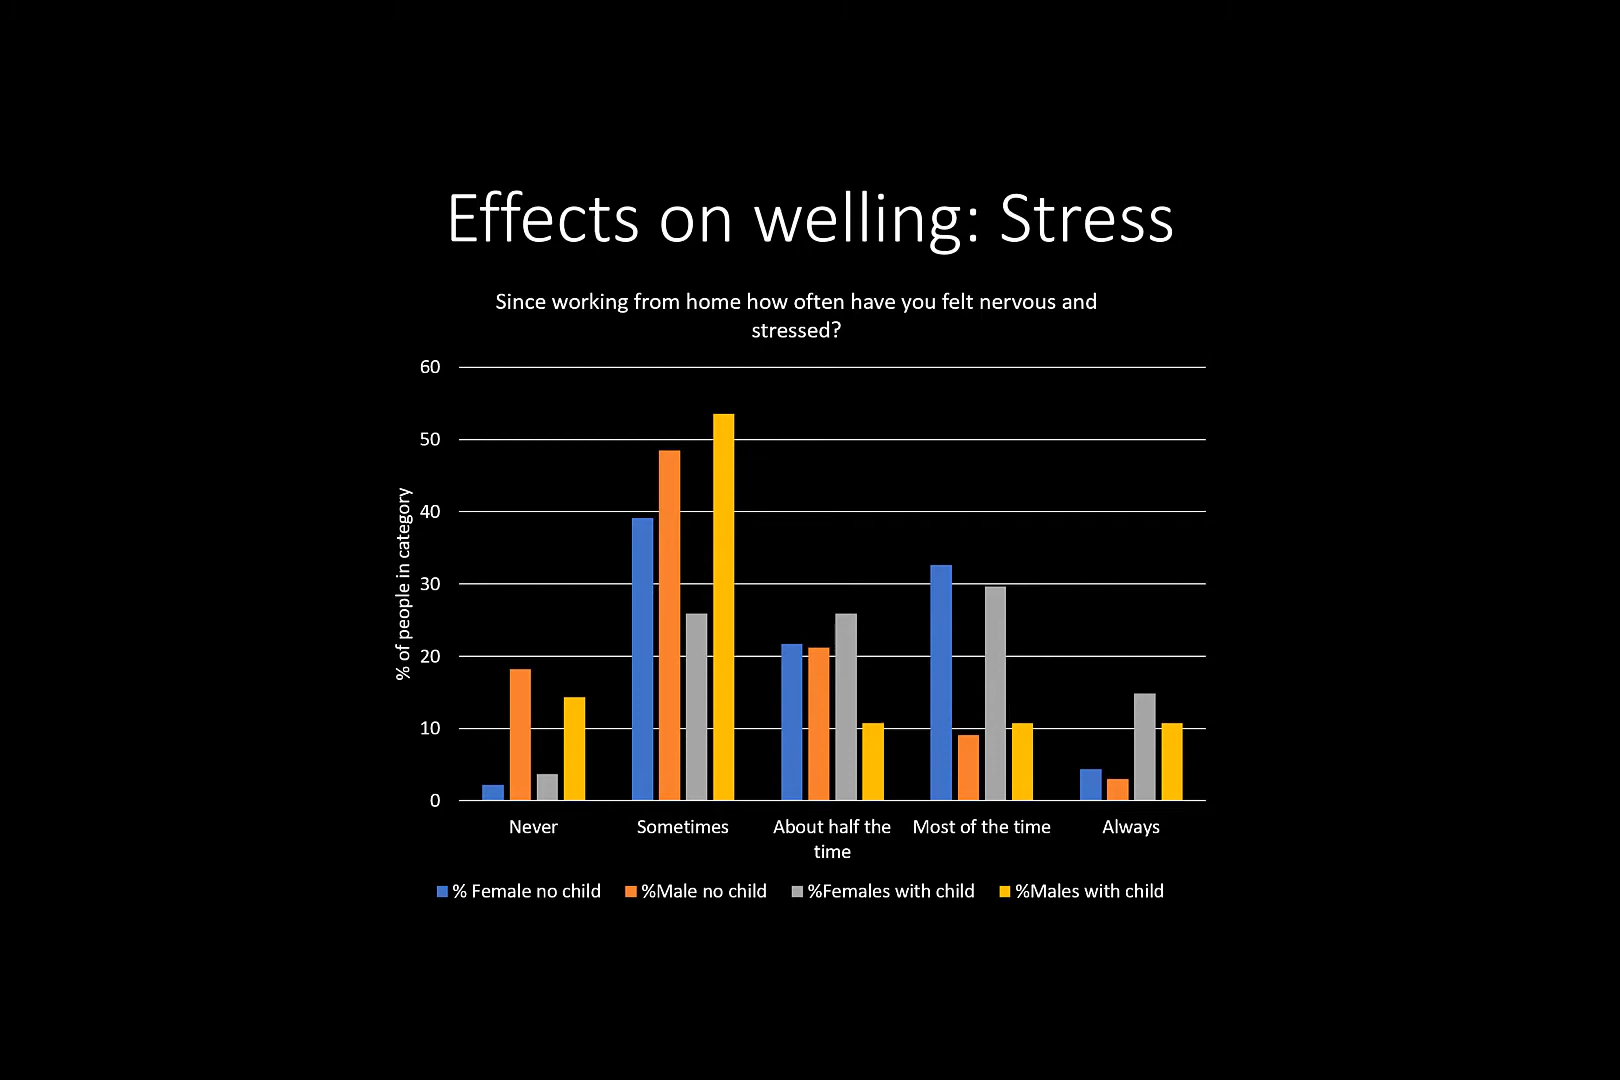 Effects on welling: Stress
Since working from home how often have you felt nervous and
stressed?
60
50
40
30
20
10
0
% of people in category
Never
Sometimes
About half the
time
Most of the time
Always
% Female no child
%Male no child
%Females with child
%Males with child